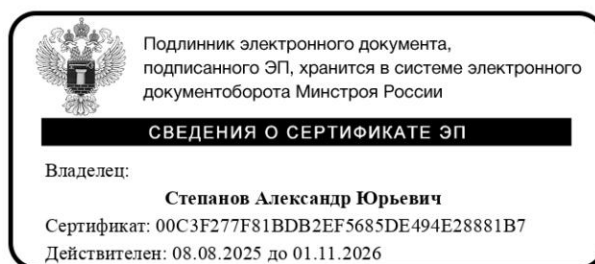 Подлинник электронного документа,
подписанного ЭП, хранится в системе электронного
документоборота Минстроя России
СВЕДЕНИЯ О СЕРТИФИКАТЕ ЭП
Владелец:
Степанов Александр Юрьевич
Сертификат: 00C3F277F81BDB2EF5685DE494E28881B7
Действителен: 08.08.2025 до 01.11.2026